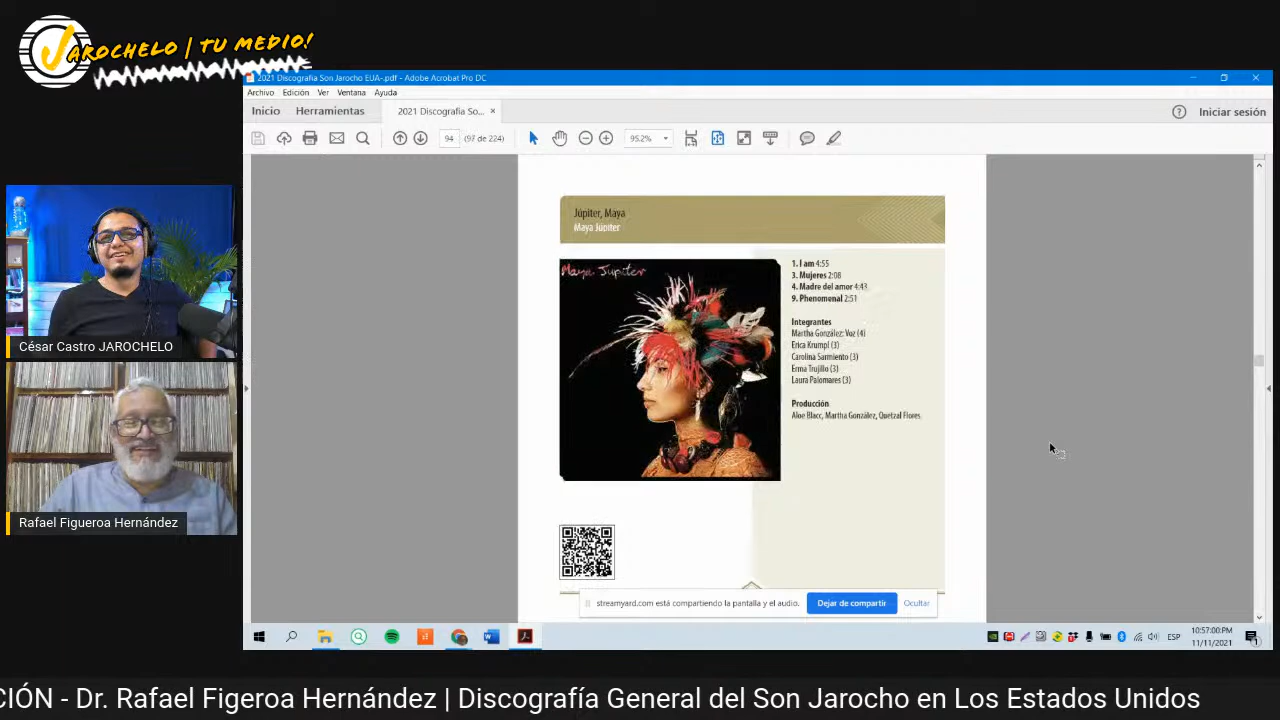 JAROCHELO | TU MEDIO!
2021 Discografia Son Jarocho EUA-.pdf - Adobe Acrobat Pro DC
Archivo Edición Ver Ventana Ayuda
Inicio Herramientas 2021 Discografia So... × Iniciar sesión
94 (97 de 224) 95.2%
Júpiter, Maya
Maya Júpiter
Maya Jupiter
1. I am 4:55
3. Mujeres 2:08
4. Madre del amor 4:43
9. Phenomenal 2:51
Integrantes
Martha González: Voz (4)
Erica Krumpl (3)
Carolina Sarmiento (3)
Erma Trujillo (3)
Laura Palomares (3)
Producción
Aloe Blacc, Martha González, Quetzal Flores
César Castro JAROCHELO
Rafael Figueroa Hernández
streamyard.com está compartiendo la pantalla y el audio. Dejar de compartir Ocultar
ESP 10:57:00 PM
11/11/2021
CIÓN - Dr. Rafael Figeroa Hernández | Discografía General del Son Jarocho en Los Estados Unidos